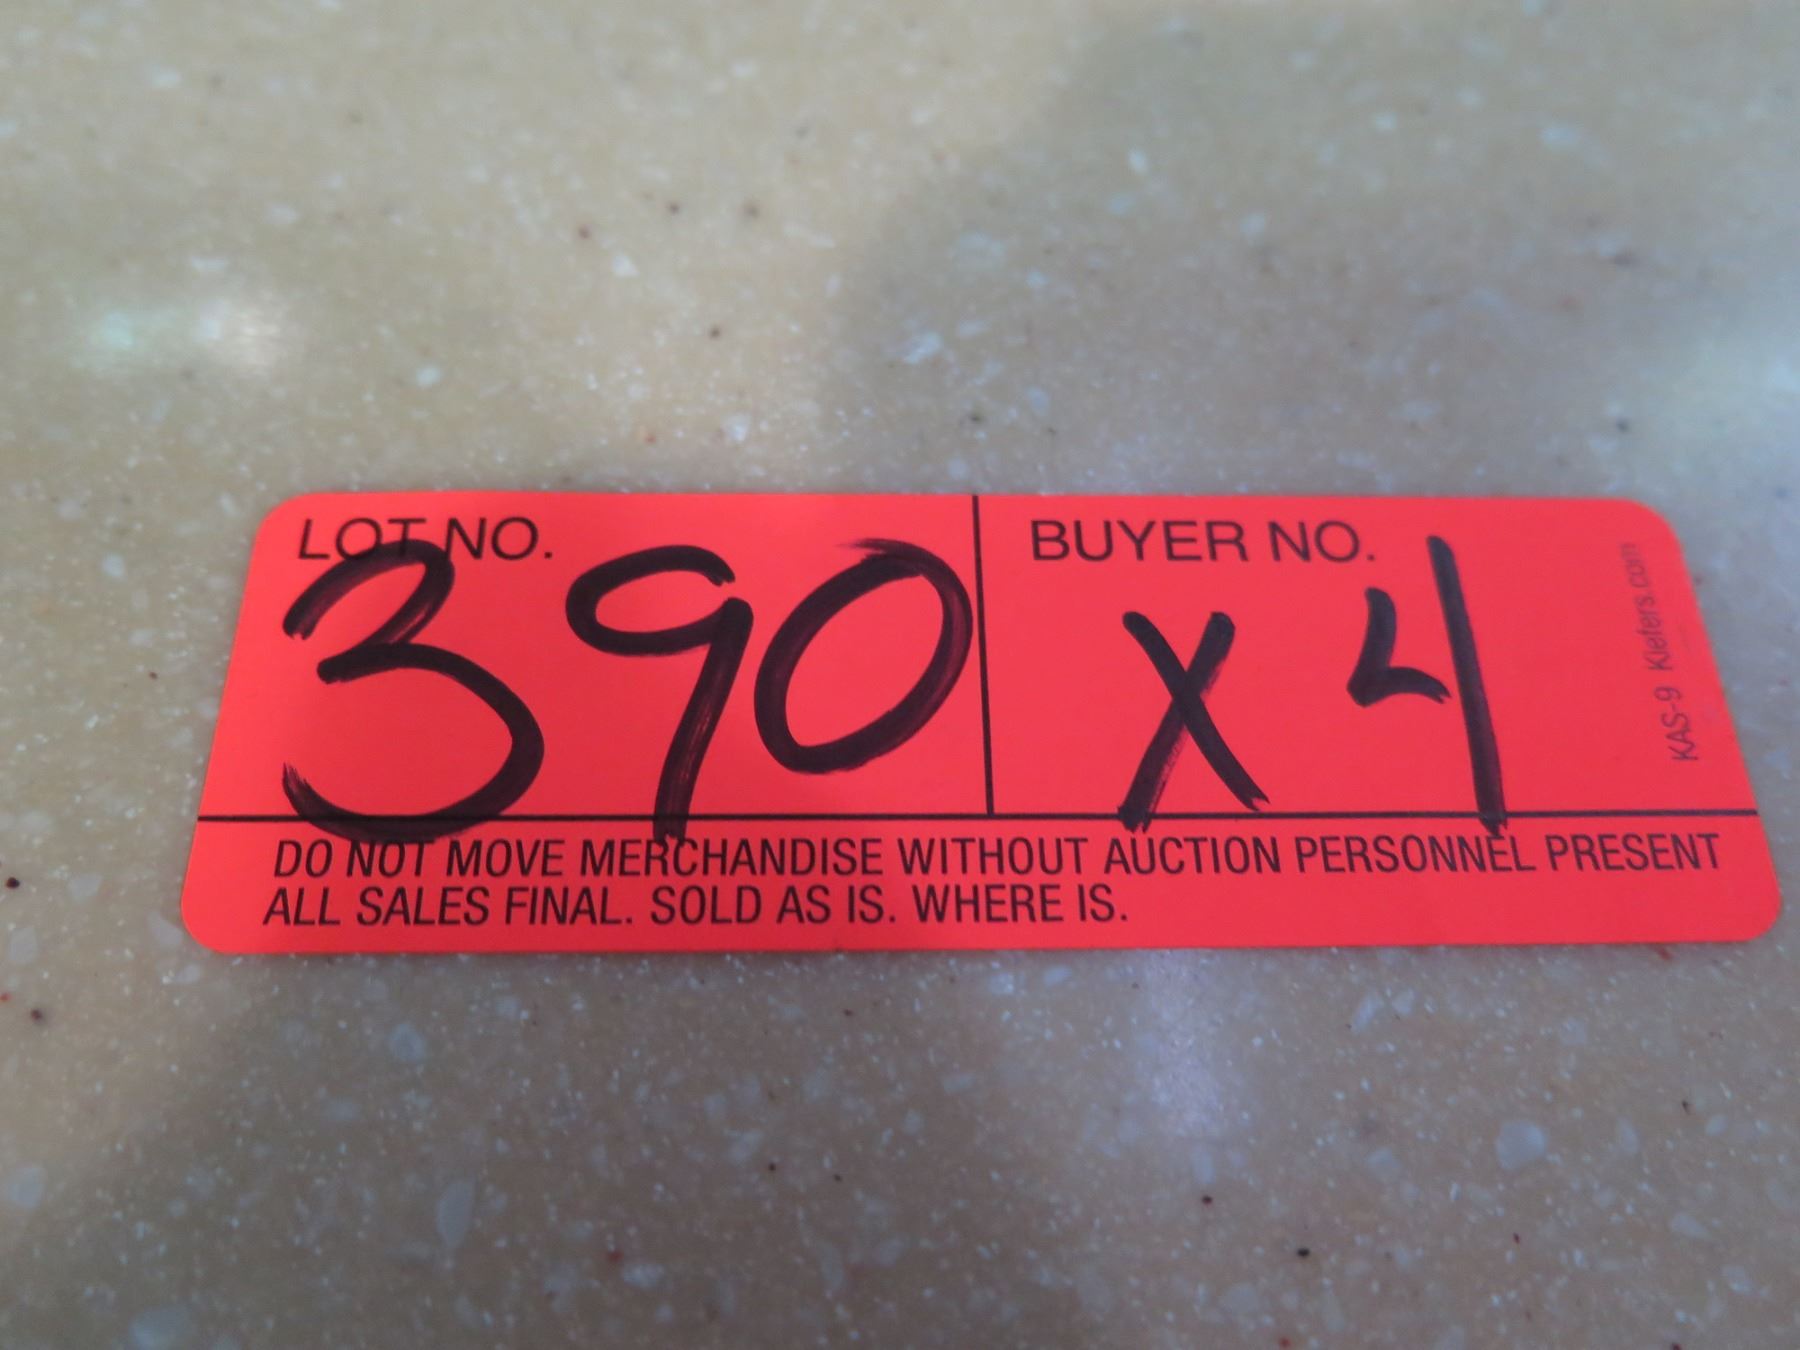 LOT NO.
390
BUYER NO.
x 4
KAS-9 Kiefers.com
DO NOT MOVE MERCHANDISE WITHOUT AUCTION PERSONNEL PRESENT
ALL SALES FINAL. SOLD AS IS. WHERE IS.